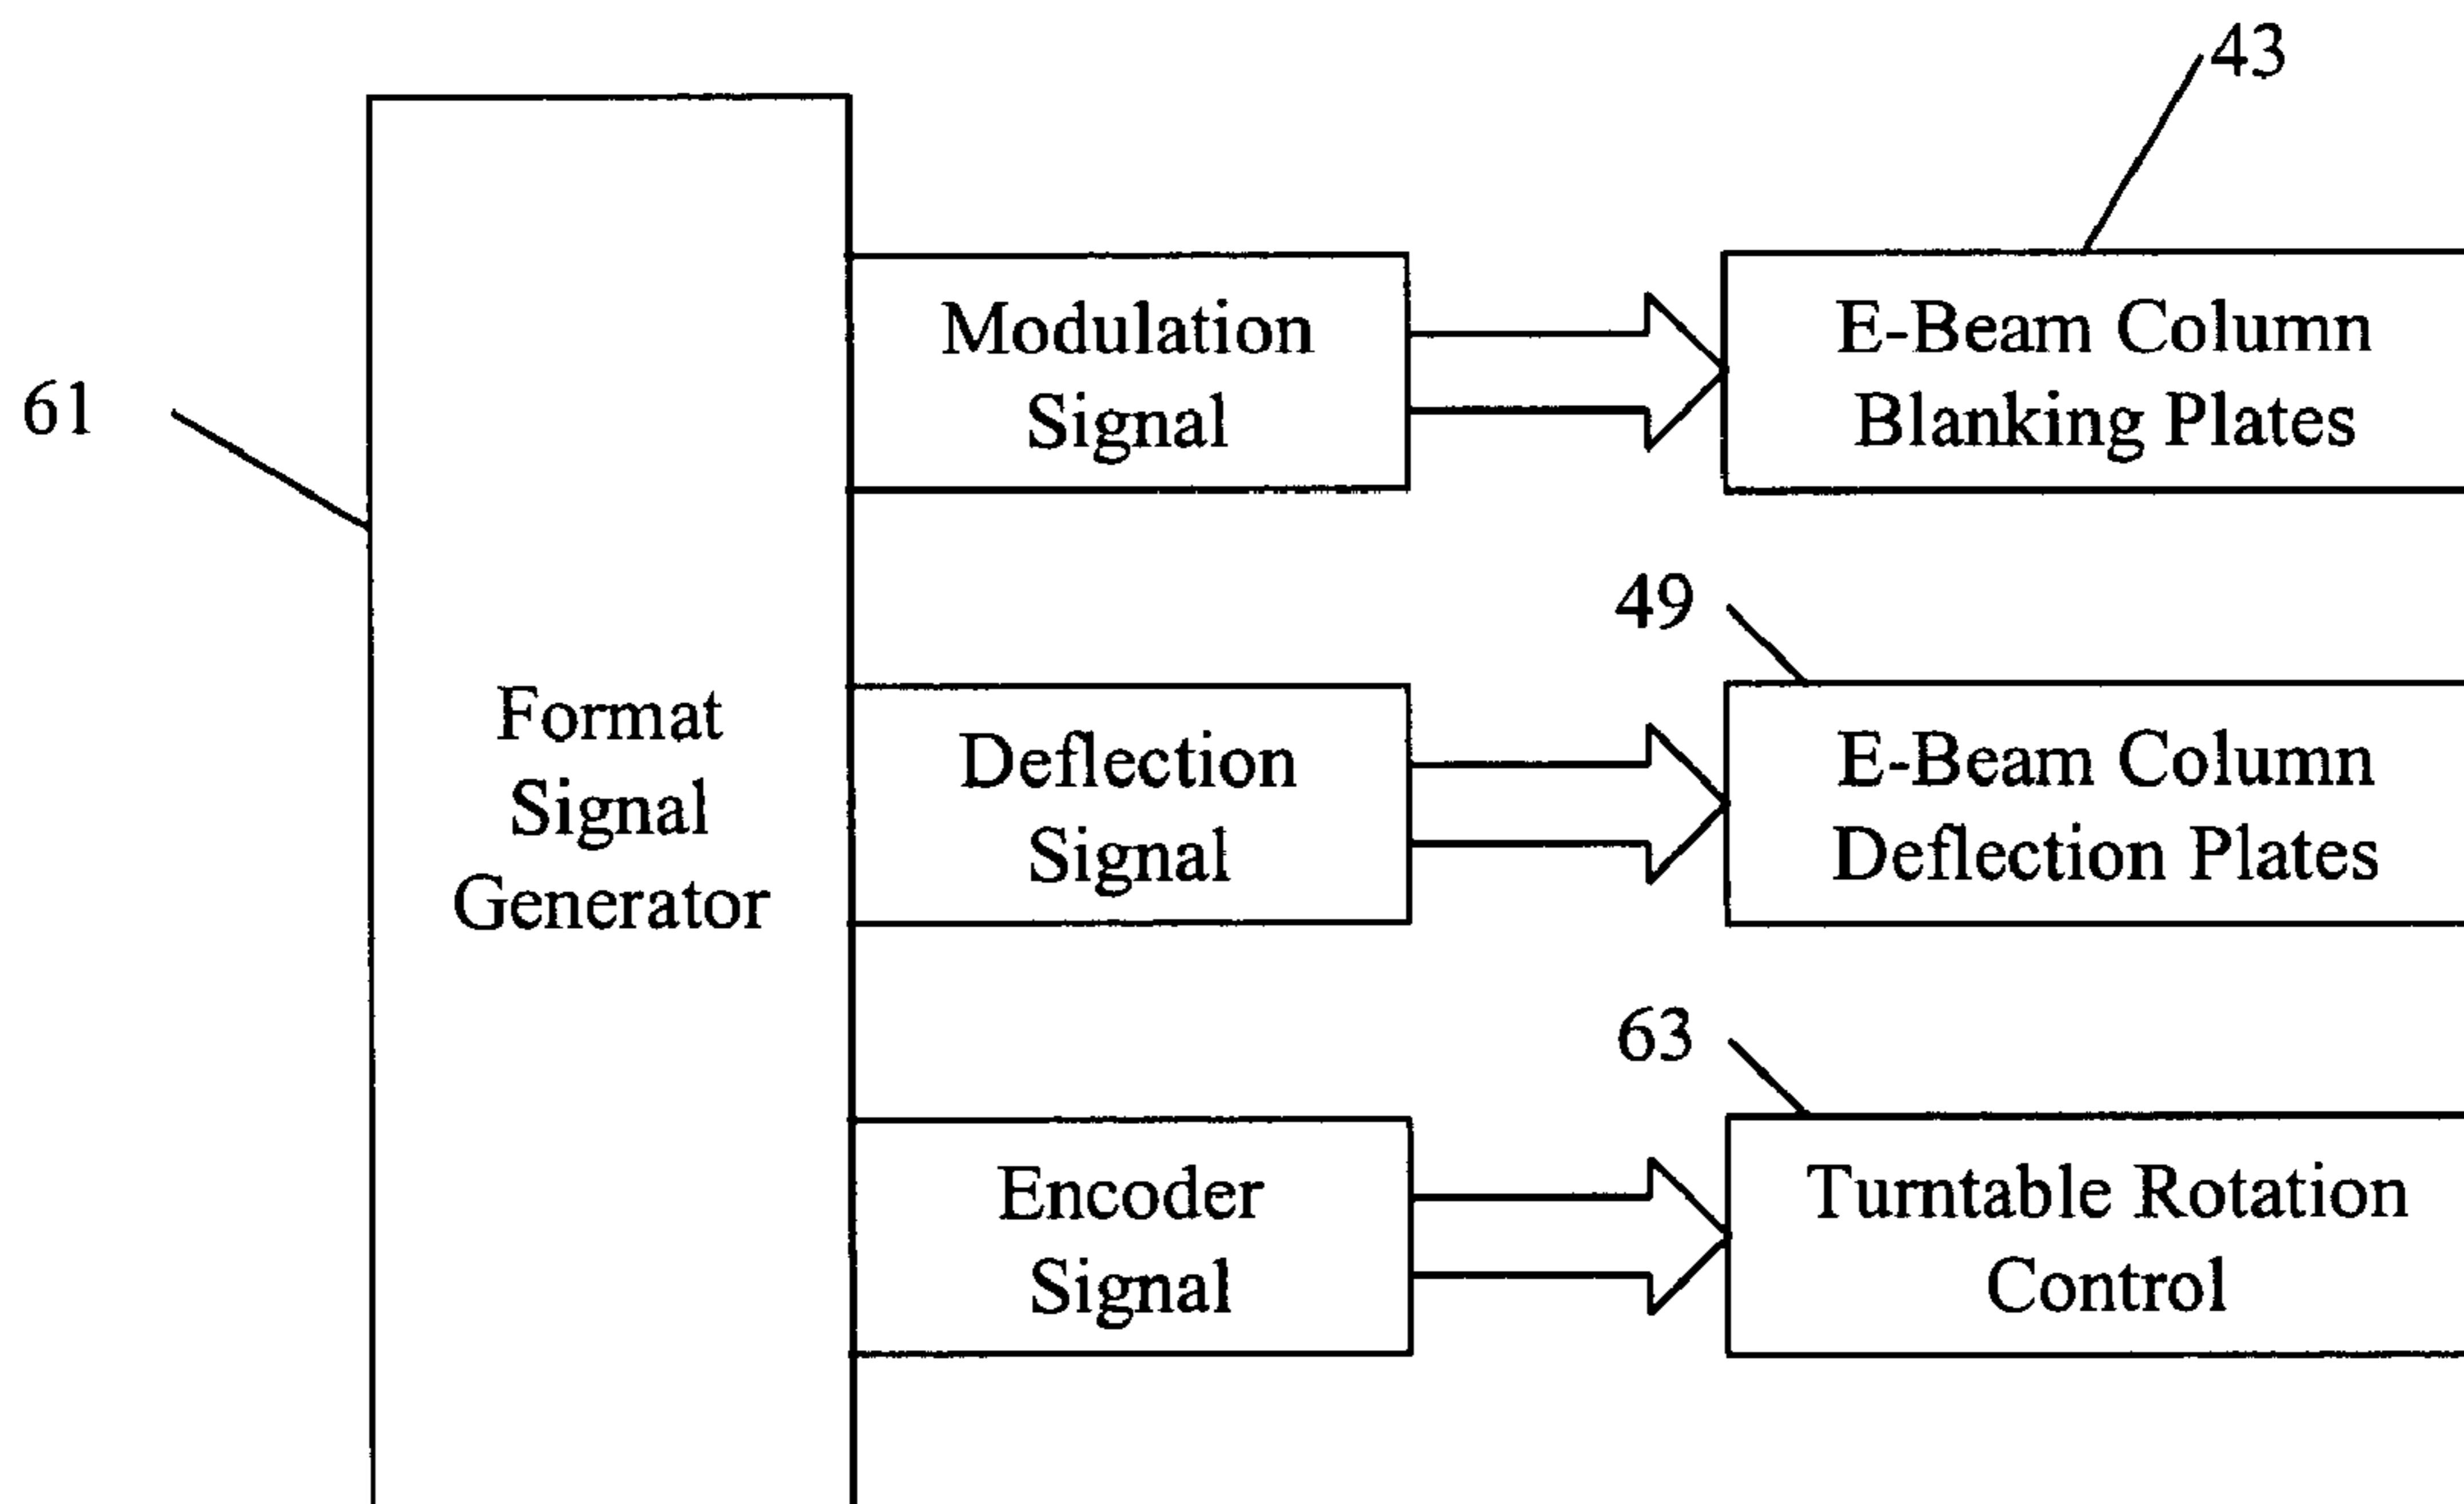 43
Modulation
Signal
E-Beam Column
Blanking Plates
61
49
Format
Signal
Generator
Deflection
Signal
E-Beam Column
Deflection Plates
63
Encoder
Signal
Turntable Rotation
Control